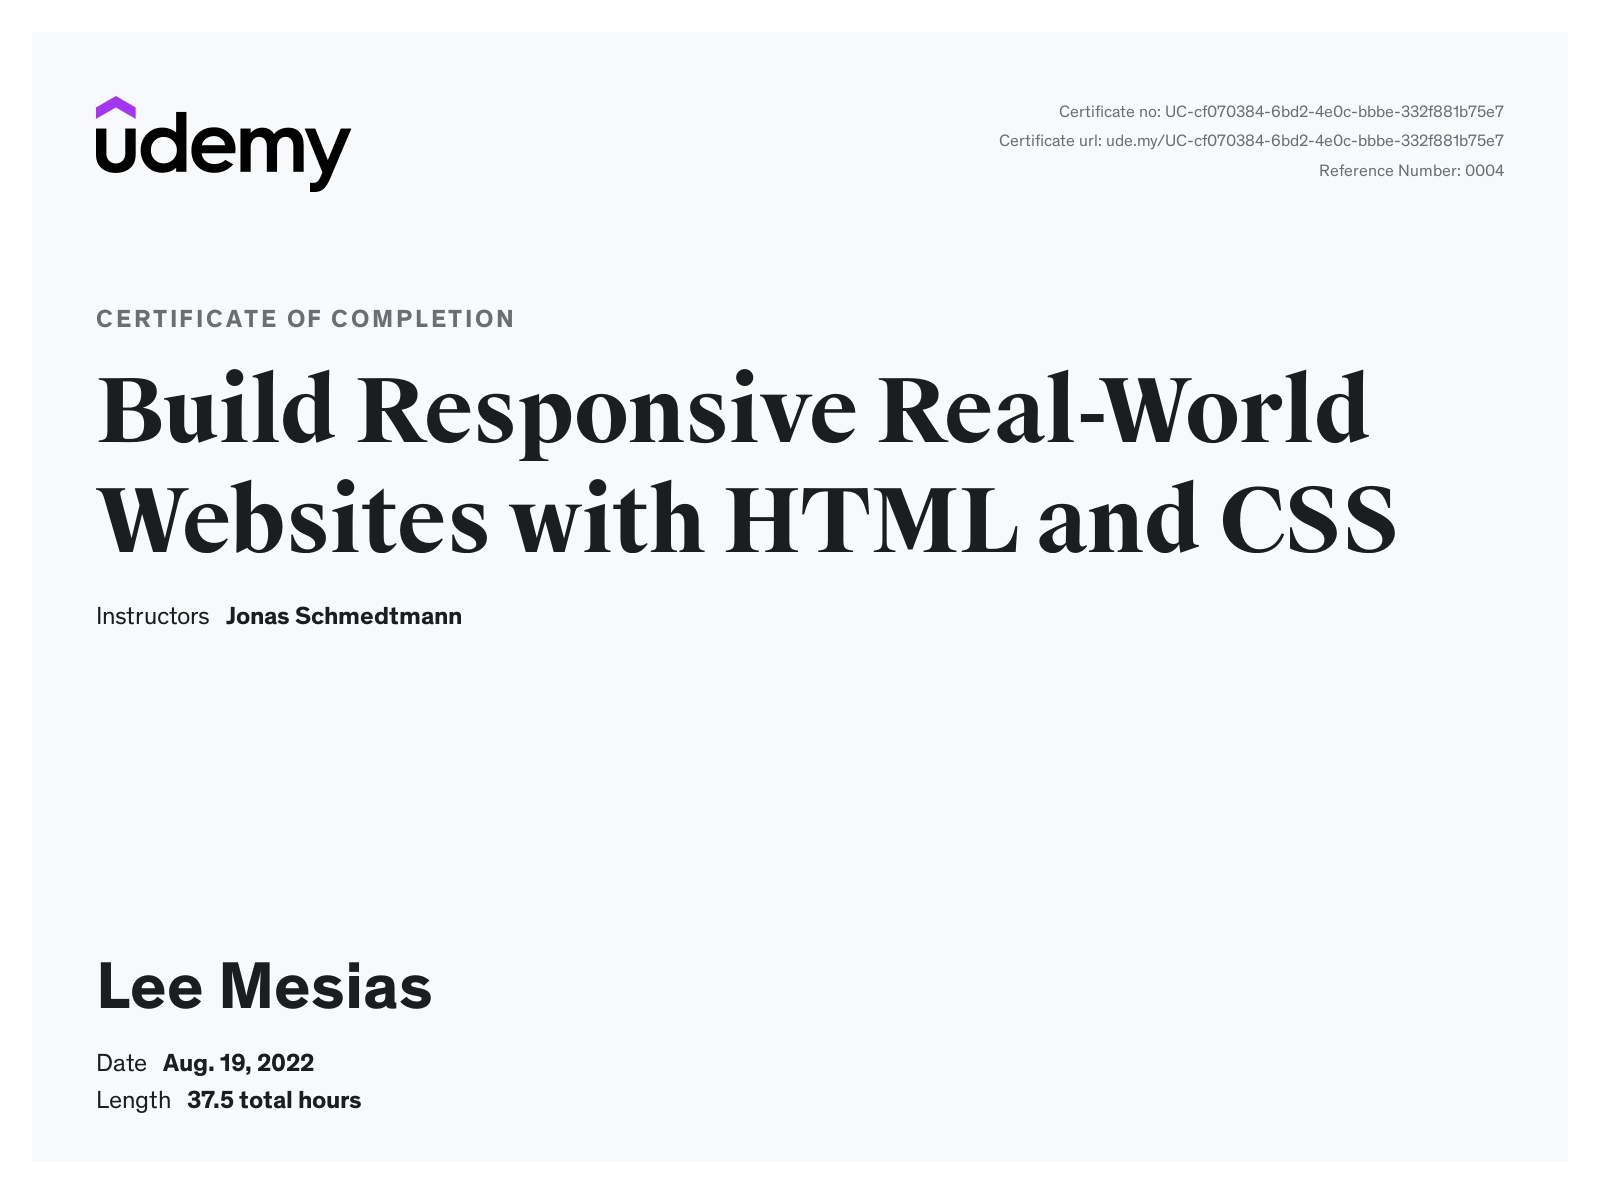 udemy
Certificate no: UC-cf070384-6bd2-4e0c-bbbe-332f881b75e7
Certificate url: ude.my/UC-cf070384-6bd2-4e0c-bbbe-332f881b75e7
Reference Number: 0004
CERTIFICATE OF COMPLETION
Build Responsive Real-World
Websites with HTML and CSS
Instructors Jonas Schmedtmann
Lee Mesias
Date Aug. 19, 2022
Length 37.5 total hours